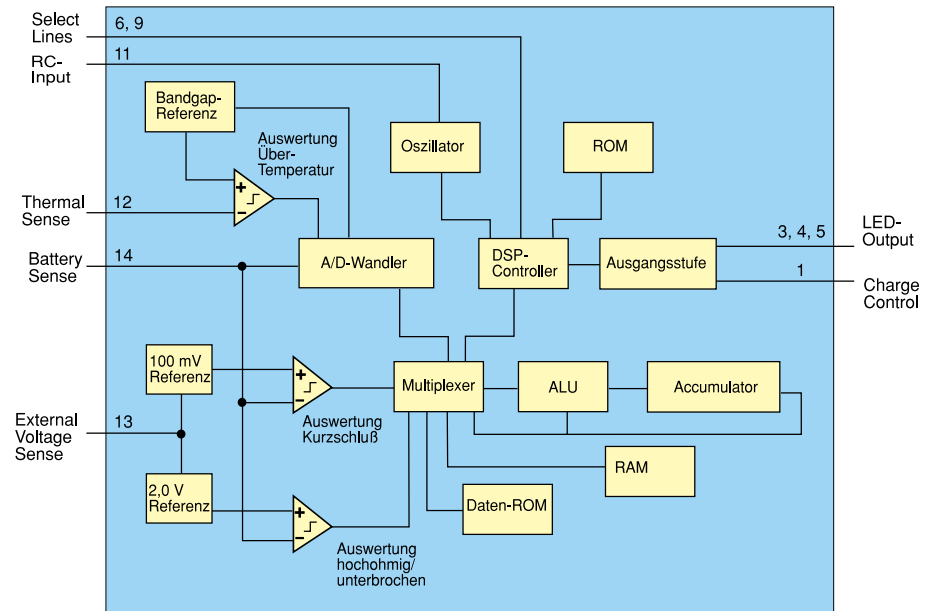 Select
Lines
6, 9
RC-
Input
11
Bandgap-
Referenz
Auswertung
Über-
Temperatur
Oszillator
ROM
+
−
Thermal
Sense
12
Battery
Sense
14
A/D-Wandler
DSP-
Controller
Ausgangsstufe
3, 4, 5
LED-
Output
1
Charge
Control
100 mV
Referenz
+
−
Auswertung
Kurzschluß
Multiplexer
ALU
Accumulator
External
Voltage
Sense
13
RAM
2,0 V
Referenz
+
−
Daten-ROM
Auswertung
hochohmig/
unterbrochen